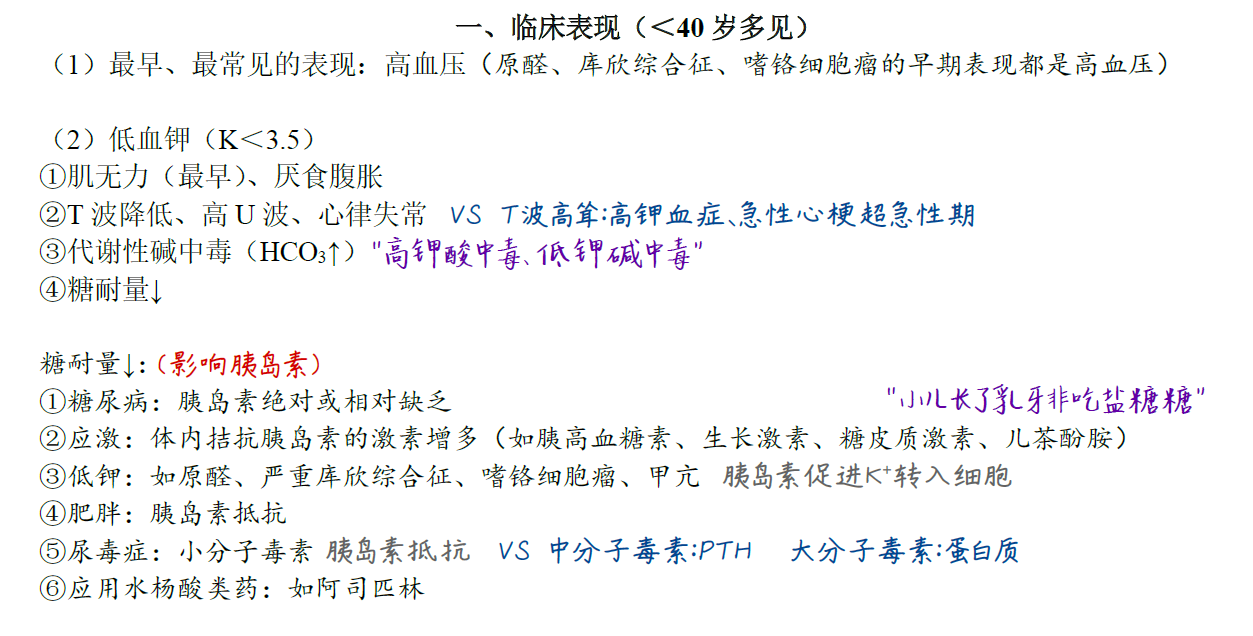 一、临床表现（＜40 岁多见）
（1）最早、最常见的表现：高血压（原醛、库欣综合征、嗜铬细胞瘤的早期表现都是高血压）
（2）低血钾（K＜3.5）
①肌无力（最早）、厌食腹胀
②T 波降低、高 U 波、心律失常 VS T波高耸:高钾血症、急性心梗超急性期
③代谢性碱中毒（HCO₃↑）"高钾酸中毒、低钾碱中毒"
④糖耐量↓
糖耐量↓：（影响胰岛素）
①糖尿病：胰岛素绝对或相对缺乏 "小儿长了乳牙非吃盐糖糖"
②应激：体内拮抗胰岛素的激素增多（如胰高血糖素、生长激素、糖皮质激素、儿茶酚胺）
③低钾：如原醛、严重库欣综合征、嗜铬细胞瘤、甲亢 胰岛素促进K⁺转入细胞
④肥胖：胰岛素抵抗
⑤尿毒症：小分子毒素 胰岛素抵抗 VS 中分子毒素:PTH 大分子毒素:蛋白质
⑥应用水杨酸类药：如阿司匹林